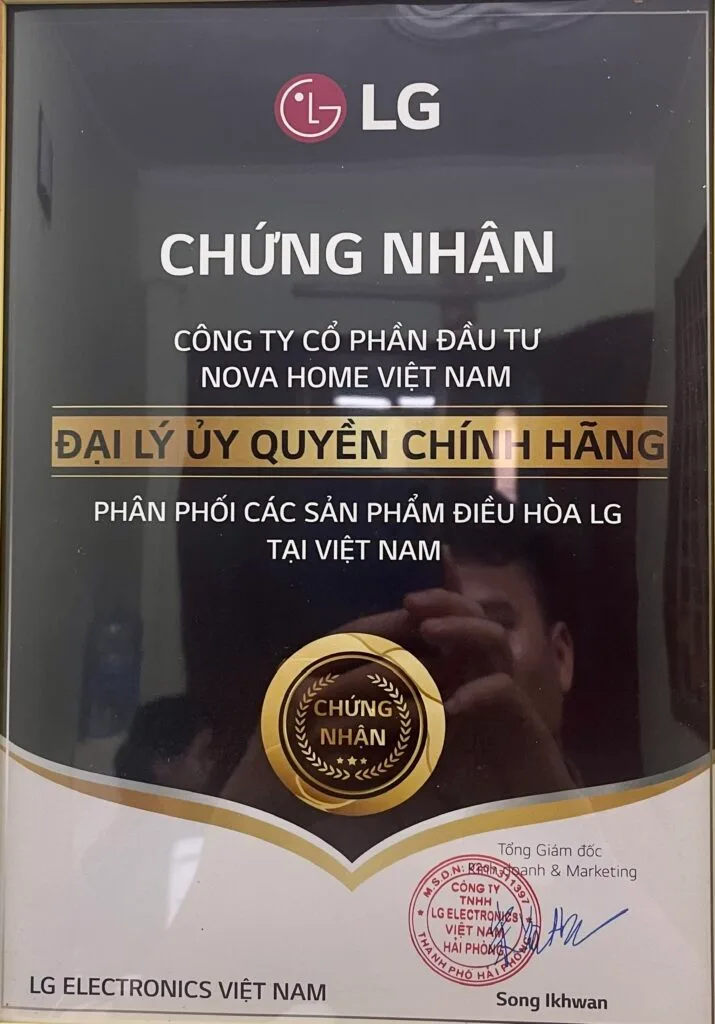 LG
CHỨNG NHẬN
CÔNG TY CỔ PHẦN ĐẦU TƯ
NOVA HOME VIỆT NAM
ĐẠI LÝ ỦY QUYỀN CHÍNH HÃNG
PHÂN PHỐI CÁC SẢN PHẨM ĐIỀU HÒA LG
TẠI VIỆT NAM
CHỨNG
NHẬN
Tổng Giám đốc
Kinh doanh & Marketing
M.S.D.N:
CÔNG TY
TNHH
LG ELECTRONICS
VIỆT NAM
HẢI PHÒNG
THÀNH PHỐ HẢI PHÒNG
LG ELECTRONICS VIỆT NAM
Song Ikhwan